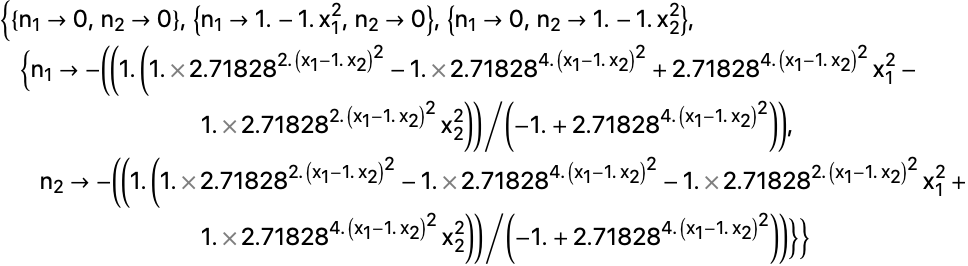 {{n₁ → 0, n₂ → 0}, {n₁ → 1. − 1. x₁², n₂ → 0}, {n₁ → 0, n₂ → 1. − 1. x₂²},
{n₁ → −((1. (1. × 2.71828^(2. (x₁−1. x₂)²) − 1. × 2.71828^(4. (x₁−1. x₂)²) + 2.71828^(4. (x₁−1. x₂)²) x₁² −
1. × 2.71828^(2. (x₁−1. x₂)²) x₂²)) / (−1. + 2.71828^(4. (x₁−1. x₂)²))),
n₂ → −((1. (1. × 2.71828^(2. (x₁−1. x₂)²) − 1. × 2.71828^(4. (x₁−1. x₂)²) − 1. × 2.71828^(2. (x₁−1. x₂)²) x₁² +
1. × 2.71828^(4. (x₁−1. x₂)²) x₂²)) / (−1. + 2.71828^(4. (x₁−1. x₂)²)))}}